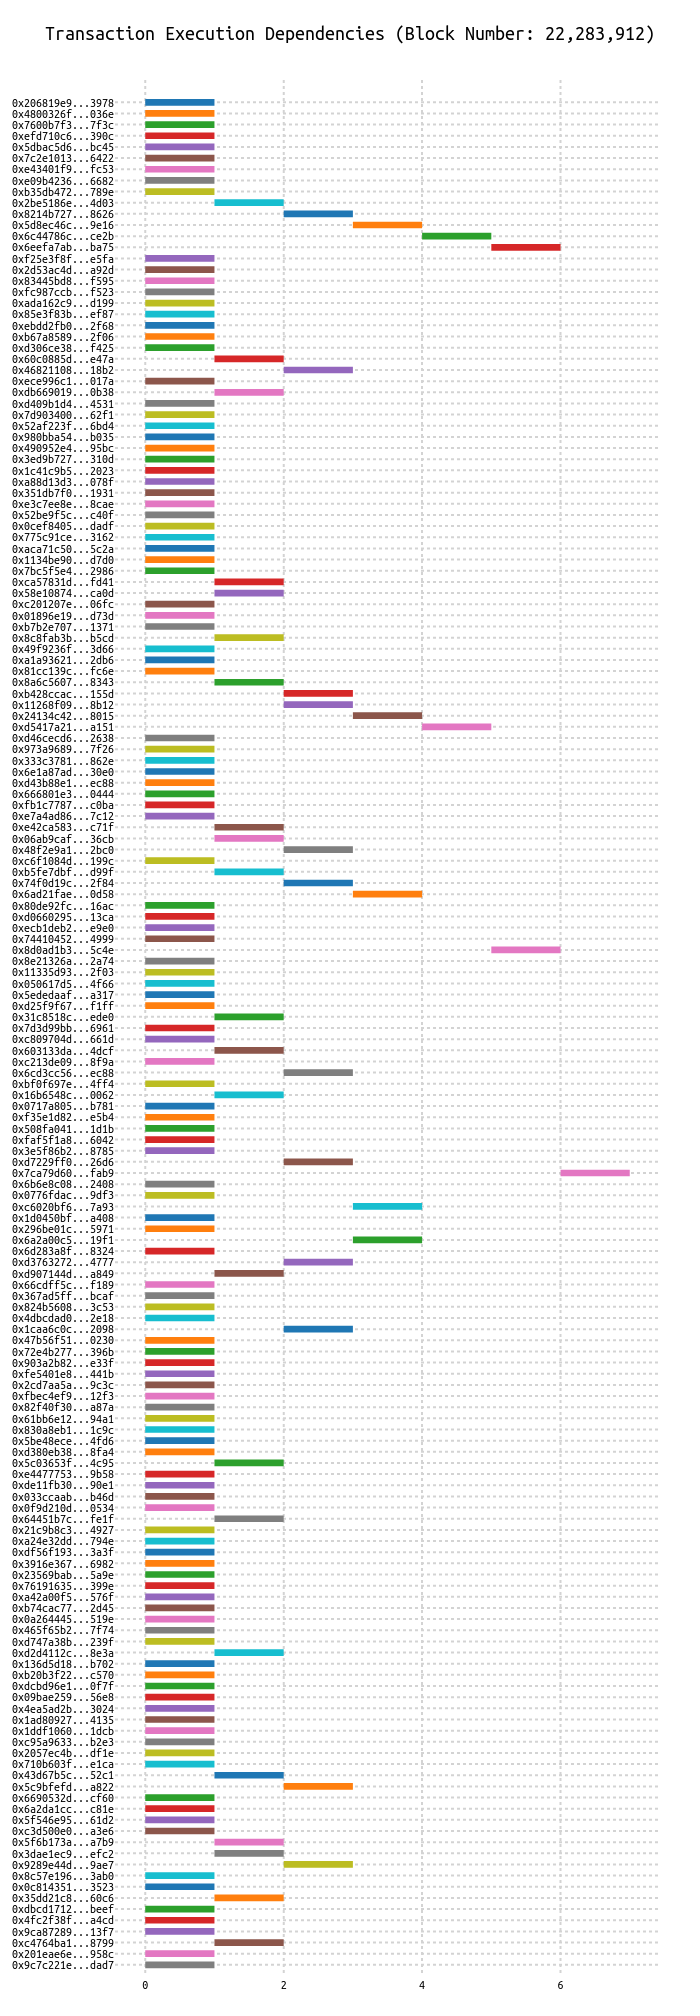 Transaction Execution Dependencies (Block Number: 22,283,912)
0x206819e9...3978
0x4800326f...036e
0x7600b7f3...7f3c
0xefd710c6...390c
0x5dbac5d6...bc45
0x7c2e1013...6422
0xe43401f9...fc53
0xe09b4236...6682
0xb35db472...789e
0x2be5186e...4d03
0x8214b727...8626
0x5d8ec46c...9e16
0x6c44786c...ce2b
0x6eefa7ab...ba75
0xf25e3f8f...e5fa
0x2d53ac4d...a92d
0x83445bd8...f595
0xfc987ccb...f523
0xada162c9...d199
0x85e3f83b...ef87
0xebdd2fb0...2f68
0xb67a8589...2f06
0xd306ce38...f425
0x60c0885d...e47a
0x46821108...18b2
0xece996c1...017a
0xdb669019...0b38
0xd409b1d4...4531
0x7d903400...62f1
0x52af223f...6bd4
0x980bba54...b035
0x490952e4...95bc
0x3ed9b727...310d
0x1c41c9b5...2023
0xa88d13d3...078f
0x351db7f0...1931
0xe3c7ee8e...8cae
0x52be9f5c...c40f
0x0cef8405...dadf
0x775c91ce...3162
0xaca71c50...5c2a
0x1134be90...d7d0
0x7bc5f5e4...2986
0xca57831d...fd41
0x58e10874...ca0d
0xc201207e...06fc
0x01896e19...d73d
0xb7b2e707...1371
0x8c8fab3b...b5cd
0x49f9236f...3d66
0xa1a93621...2db6
0x81cc139c...fc6e
0x8a6c5607...8343
0xb428ccac...155d
0x11268f09...8b12
0x24134c42...8015
0xd5417a21...a151
0xd46cecd6...2638
0x973a9689...7f26
0x333c3781...862e
0x6e1a87ad...30e0
0xd43b88e1...ec88
0x666801e3...0444
0xfb1c7787...c0ba
0xe7a4ad86...7c12
0xe42ca583...c71f
0x06ab9caf...36cb
0x48f2e9a1...2bc0
0xc6f1084d...199c
0xb5fe7dbf...d99f
0x74f0d19c...2f84
0x6ad21fae...0d58
0x80de92fc...16ac
0xd0660295...13ca
0xecb1deb2...e9e0
0x74410452...4999
0x8d0ad1b3...5c4e
0x8e21326a...2a74
0x11335d93...2f03
0x050617d5...4f66
0x5ededaaf...a317
0xd25f9f67...f1ff
0x31c8518c...ede0
0x7d3d99bb...6961
0xc809704d...661d
0x603133da...4dcf
0xc213de09...8f9a
0x6cd3cc56...ec88
0xbf0f697e...4ff4
0x16b6548c...0062
0x0717a805...b781
0xf35e1d82...e5b4
0x508fa041...1d1b
0xfaf5f1a8...6042
0x3e5f86b2...8785
0xd7229ff0...26d6
0x7ca79d60...fab9
0x6b6e8c08...2408
0x0776fdac...9df3
0xc6020bf6...7a93
0x1d0450bf...a408
0x296be01c...5971
0x6a2a00c5...19f1
0x6d283a8f...8324
0xd3763272...4777
0xd907144d...a849
0x66cdff5c...f189
0x367ad5ff...bcaf
0x824b5608...3c53
0x4dbcdad0...2e18
0x1caa6c0c...2098
0x47b56f51...0230
0x72e4b277...396b
0x903a2b82...e33f
0xfe5401e8...441b
0x2cd7aa5a...9c3c
0xfbec4ef9...12f3
0x82f40f30...a87a
0x61bb6e12...94a1
0x830a8eb1...1c9c
0x5be48ece...4fd6
0xd380eb38...8fa4
0x5c03653f...4c95
0xe4477753...9b58
0xde11fb30...90e1
0x033ccaab...b46d
0x0f9d210d...0534
0x64451b7c...fe1f
0x21c9b8c3...4927
0xa24e32dd...794e
0xdf56f193...3a3f
0x3916e367...6982
0x23569bab...5a9e
0x76191635...399e
0xa42a00f5...576f
0xb74cac77...2d45
0x0a264445...519e
0x465f65b2...7f74
0xd747a38b...239f
0xd2d4112c...8e3a
0x136d5d18...b702
0xb20b3f22...c570
0xdcbd96e1...0f7f
0x09bae259...56e8
0x4ea5ad2b...3024
0x1ad80927...4135
0x1ddf1060...1dcb
0xc95a9633...b2e3
0x2057ec4b...df1e
0x710b603f...e1ca
0x43d67b5c...52c1
0x5c9bfefd...a822
0x6690532d...cf60
0x6a2da1cc...c81e
0x5f546e95...61d2
0xc3d500e0...a3e6
0x5f6b173a...a7b9
0x3dae1ec9...efc2
0x9289e44d...9ae7
0x8c57e196...3ab0
0x0c814351...3523
0x35dd21c8...60c6
0xdbcd1712...beef
0x4fc2f38f...a4cd
0x9ca87289...13f7
0xc4764ba1...8799
0x201eae6e...958c
0x9c7c221e...dad7
0 2 4 6